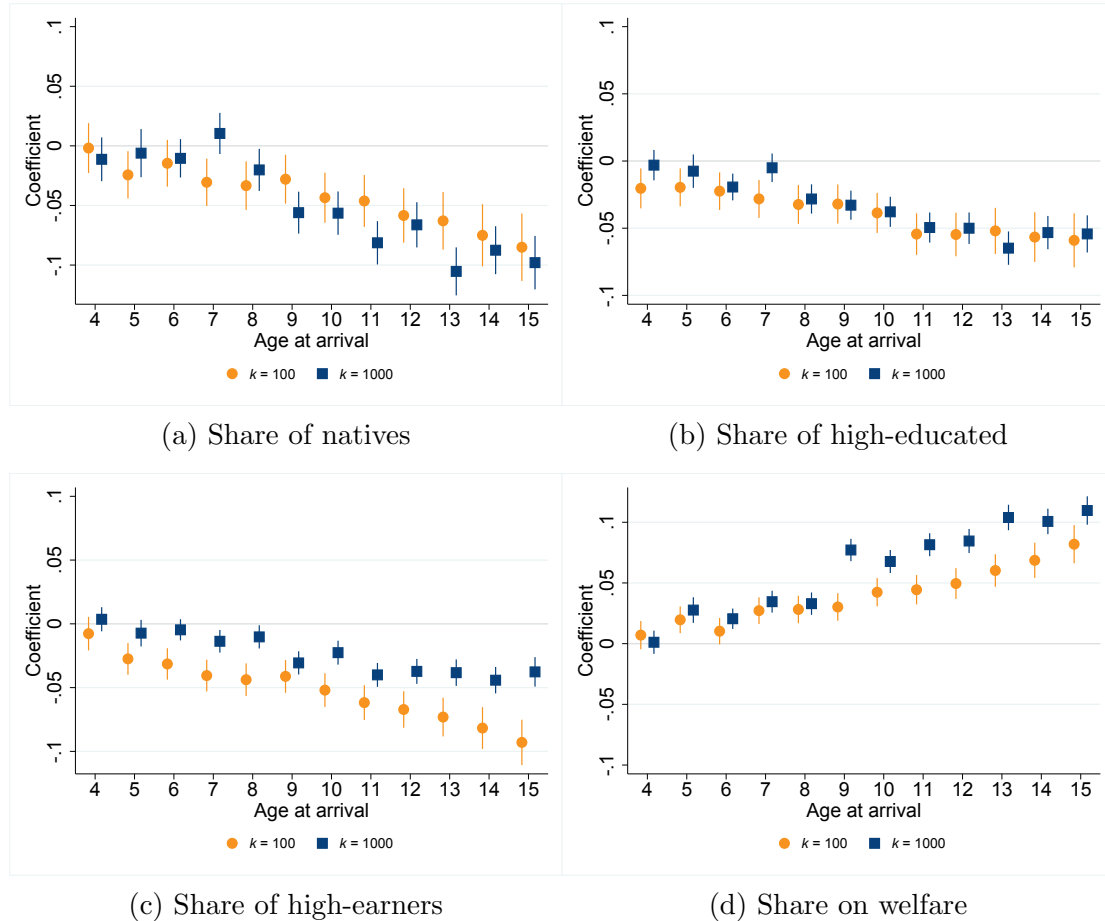 .1
.05
0
-.05
-.1
Coefficient
4 5 6 7 8 9 10 11 12 13 14 15
Age at arrival
k = 100 k = 1000
(a) Share of natives
.1
.05
0
-.05
-.1
Coefficient
4 5 6 7 8 9 10 11 12 13 14 15
Age at arrival
k = 100 k = 1000
(b) Share of high-educated
.1
.05
0
-.05
-.1
Coefficient
4 5 6 7 8 9 10 11 12 13 14 15
Age at arrival
k = 100 k = 1000
(c) Share of high-earners
.1
.05
0
-.05
-.1
Coefficient
4 5 6 7 8 9 10 11 12 13 14 15
Age at arrival
k = 100 k = 1000
(d) Share on welfare